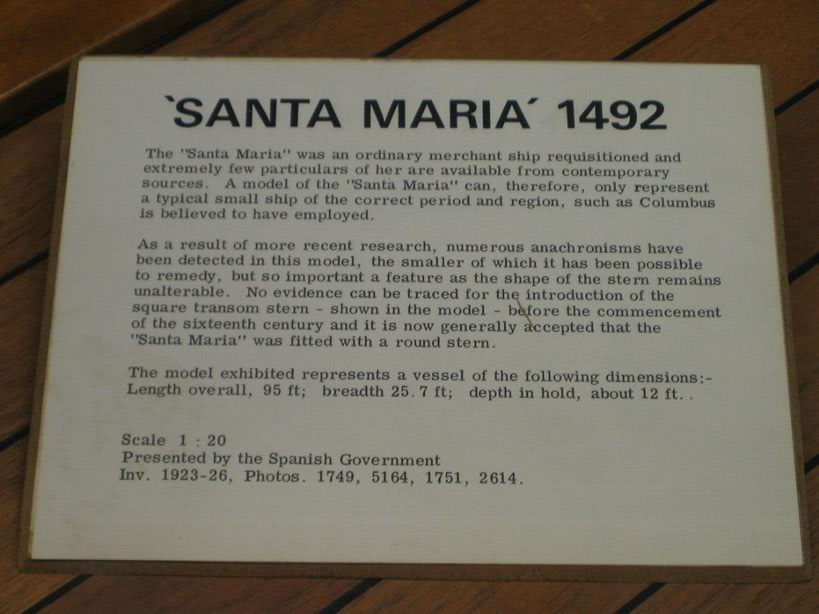 `SANTA MARIA´ 1492
The "Santa Maria" was an ordinary merchant ship requisitioned and
extremely few particulars of her are available from contemporary
sources. A model of the "Santa Maria" can, therefore, only represent
a typical small ship of the correct period and region, such as Columbus
is believed to have employed.
As a result of more recent research, numerous anachronisms have
been detected in this model, the smaller of which it has been possible
to remedy, but so important a feature as the shape of the stern remains
unalterable. No evidence can be traced for the introduction of the
square transom stern - shown in the model - before the commencement
of the sixteenth century and it is now generally accepted that the
"Santa Maria" was fitted with a round stern.
The model exhibited represents a vessel of the following dimensions:-
Length overall, 95 ft; breadth 25.7 ft; depth in hold, about 12 ft. .
Scale 1 : 20
Presented by the Spanish Government
Inv. 1923-26, Photos. 1749, 5164, 1751, 2614.